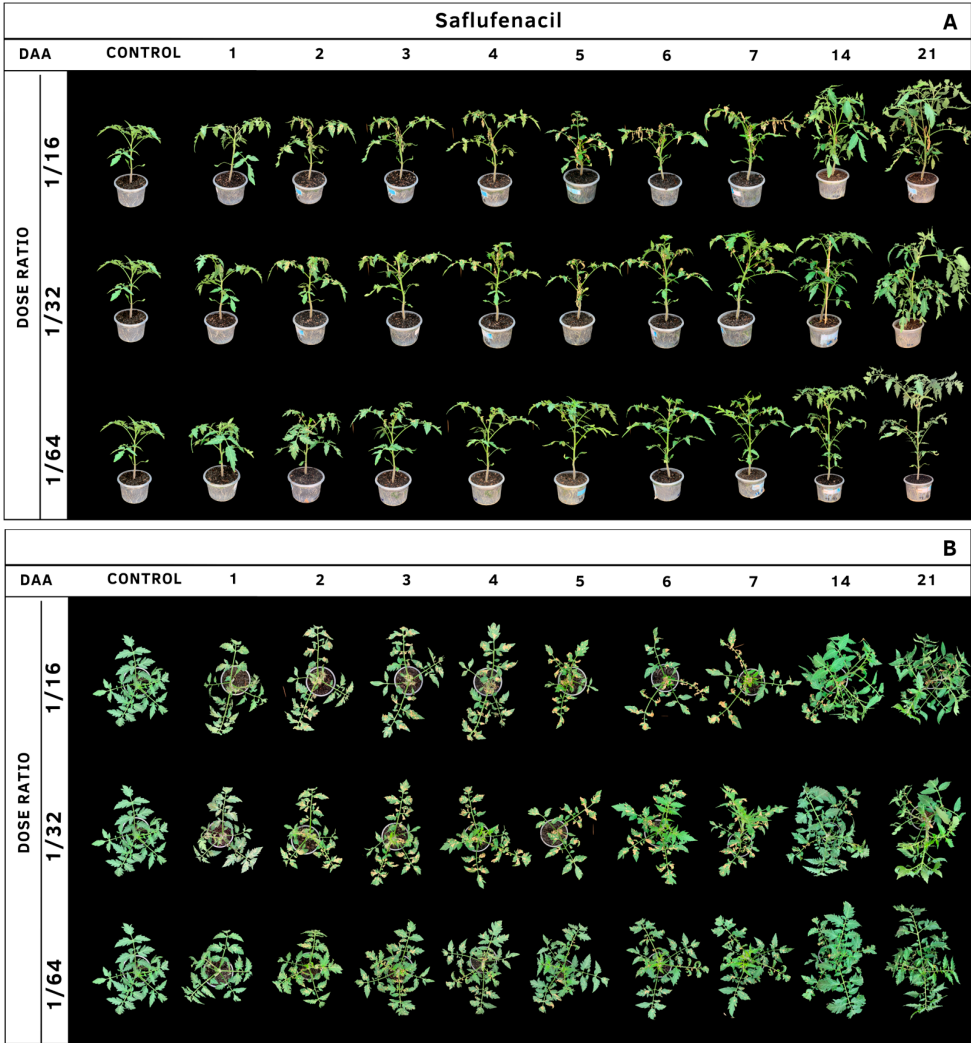 Saflufenacil A
DAA CONTROL 1 2 3 4 5 6 7 14 21
DOSE RATIO
1/16
1/32
1/64
B
DAA CONTROL 1 2 3 4 5 6 7 14 21
DOSE RATIO
1/16
1/32
1/64